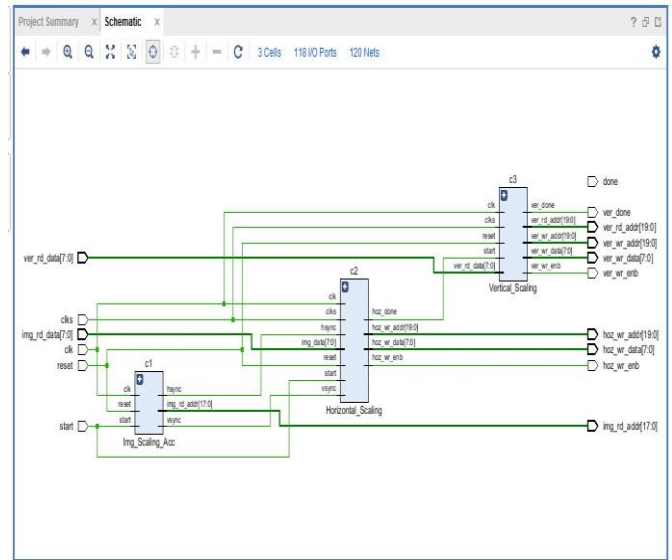 Project Summary × Schematic ×
3 Cells 118 I/O Ports 120 Nets
c3
done
clk ver_done
ver_done
clks ver_rd_addr[19:0]
ver_rd_addr[19:0]
reset ver_wr_addr[19:0]
ver_wr_addr[19:0]
start ver_wr_data[7:0]
ver_wr_data[7:0]
ver_rd_data[7:0] ver_wr_enb
ver_wr_enb
Vertical_Scaling
ver_rd_data[7:0]
c2
clk
clks hoz_done
hsync hoz_wr_addr[19:0]
hoz_wr_addr[19:0]
img_data[7:0] hoz_wr_data[7:0]
hoz_wr_data[7:0]
reset hoz_wr_enb
hoz_wr_enb
start
vsync
Horizontal_Scaling
clks
img_rd_data[7:0]
clk
reset
start
c1
clk hsync
reset img_rd_addr[17:0]
start vsync
Img_Scaling_Acc
img_rd_addr[17:0]